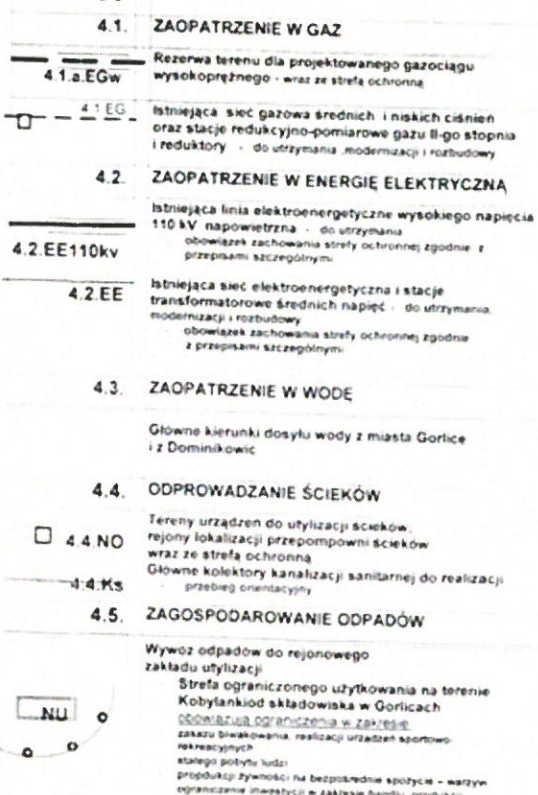 4.1. ZAOPATRZENIE W GAZ
Rezerwa terenu dla projektowanego gazociągu
4.1.a.EGw wysokoprężnego - wraz ze strefą ochronną
4.1 EG Istniejąca sieć gazowa średnich i niskich ciśnień
oraz stacje redukcyjno-pomiarowe gazu II-go stopnia
i reduktory - do utrzymania ,modernizacji i rozbudowy
4.2. ZAOPATRZENIE W ENERGIĘ ELEKTRYCZNĄ
Istniejąca linia elektroenergetyczne wysokiego napięcia
110 kV napowietrzna - do utrzymania
4.2.EE110kv obowiązek zachowania strefy ochronnej zgodnie z
przepisami szczególnymi
4.2.EE Istniejąca sieć elektroenergetyczna i stacje
transformatorowe średnich napięć - do utrzymania,
modernizacji i rozbudowy
obowiązek zachowania strefy ochronnej zgodnie
z przepisami szczególnymi
4.3. ZAOPATRZENIE W WODĘ
Główne kierunki dosyłu wody z miasta Gorlice
i z Dominikowic
4.4. ODPROWADZANIE ŚCIEKÓW
Tereny urządzeń do utylizacji ścieków,
4.4.NO rejony lokalizacji przepompowni ścieków
wraz ze strefą ochronną
Główne kolektory kanalizacji sanitarnej do realizacji
4.4.Ks - przebieg orientacyjny
4.5. ZAGOSPODAROWANIE ODPADÓW
Wywóz odpadów do rejonowego
zakładu utylizacji
Strefa ograniczonego użytkowania na terenie
NU Kobylankiod składowiska w Gorlicach
obowiązują ograniczenia w zakresie
zakazu biwakowania, realizacji urządzeń sportowo-
rekreacyjnych
stałego pobytu ludzi
propdukcji żywności na bezpośrednie spożycie – warzyw
ograniczenie inwestycji w zakresie handlu, produkcji